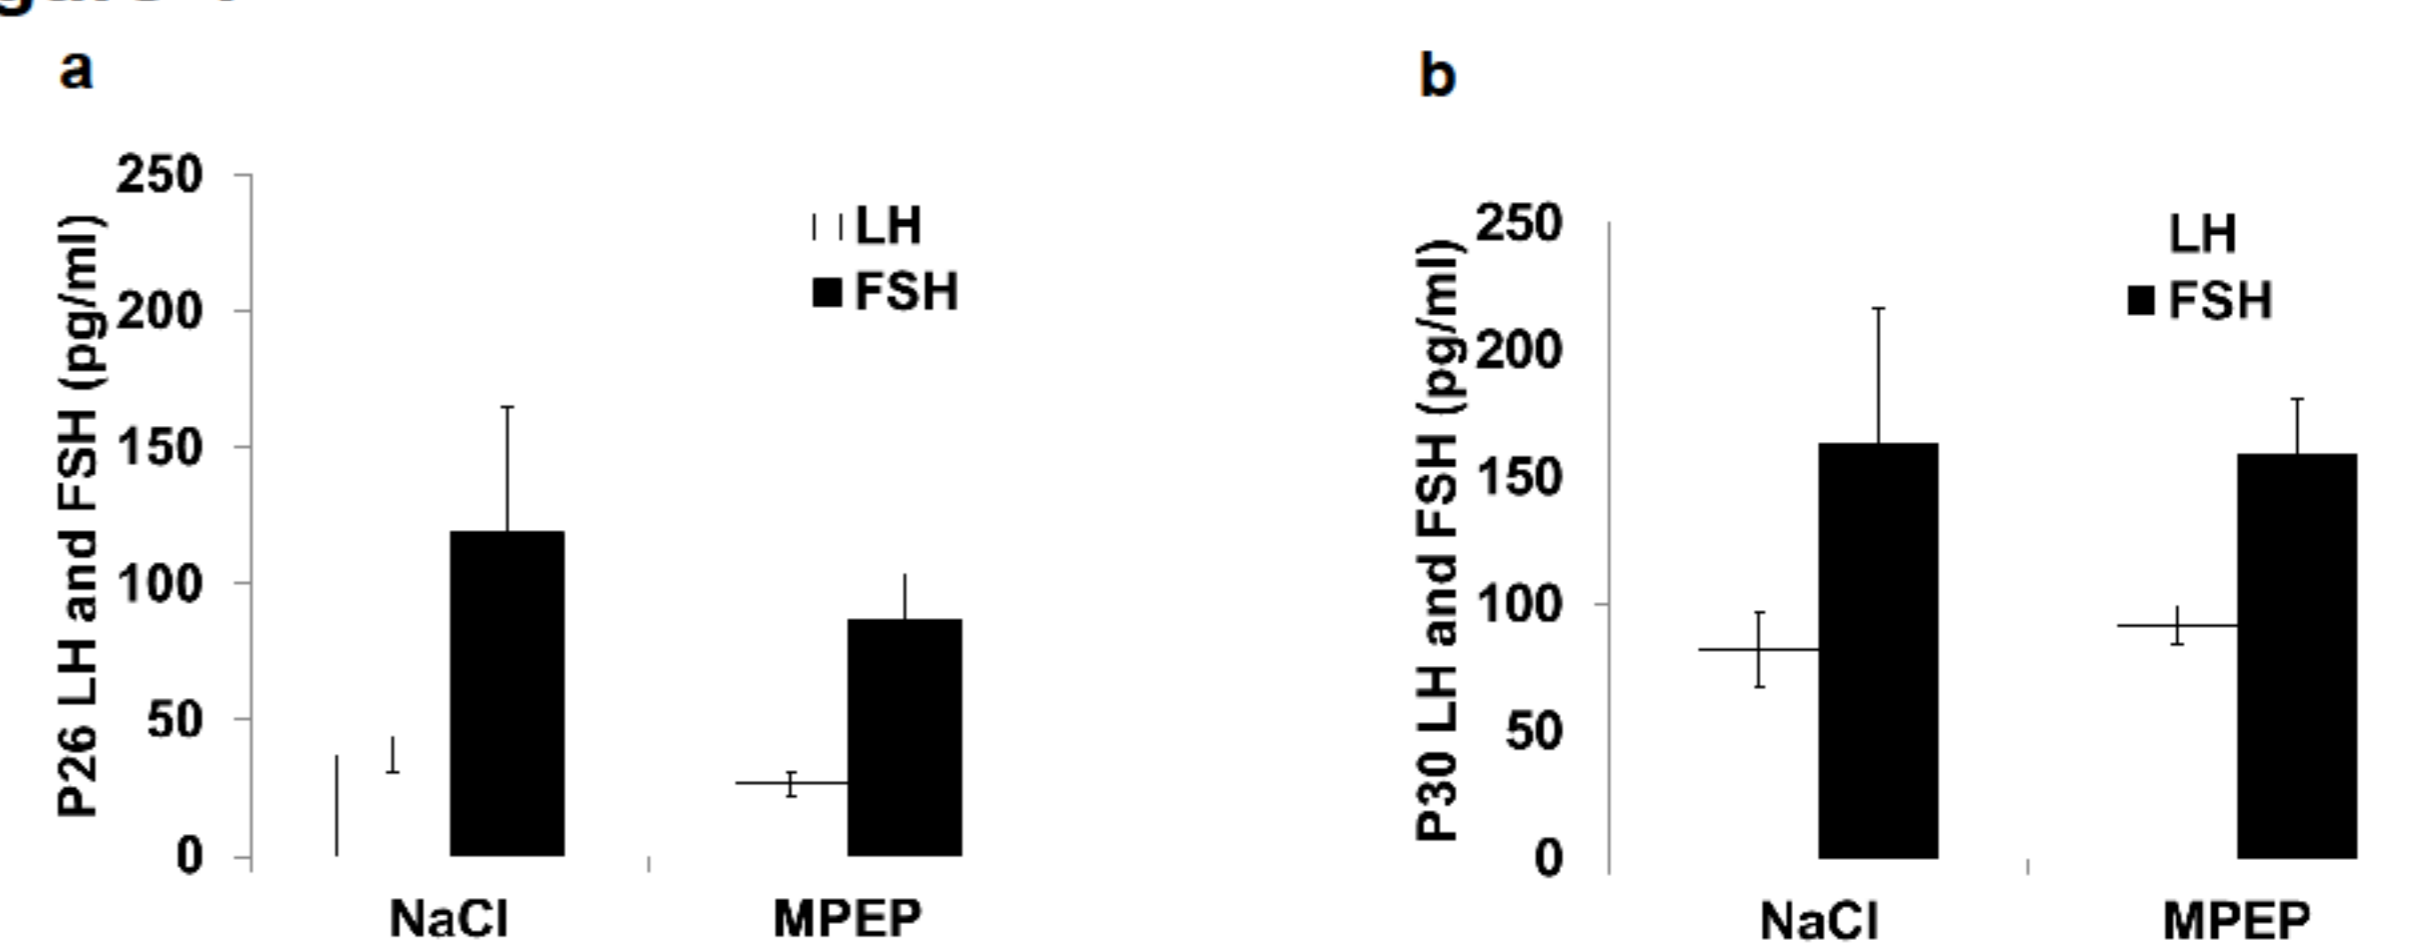 a
250
200
150
100
50
0
P26 LH and FSH (pg/ml)
LH
FSH
NaCl
MPEP
b
250
200
150
100
50
0
P30 LH and FSH (pg/ml)
LH
FSH
NaCl
MPEP